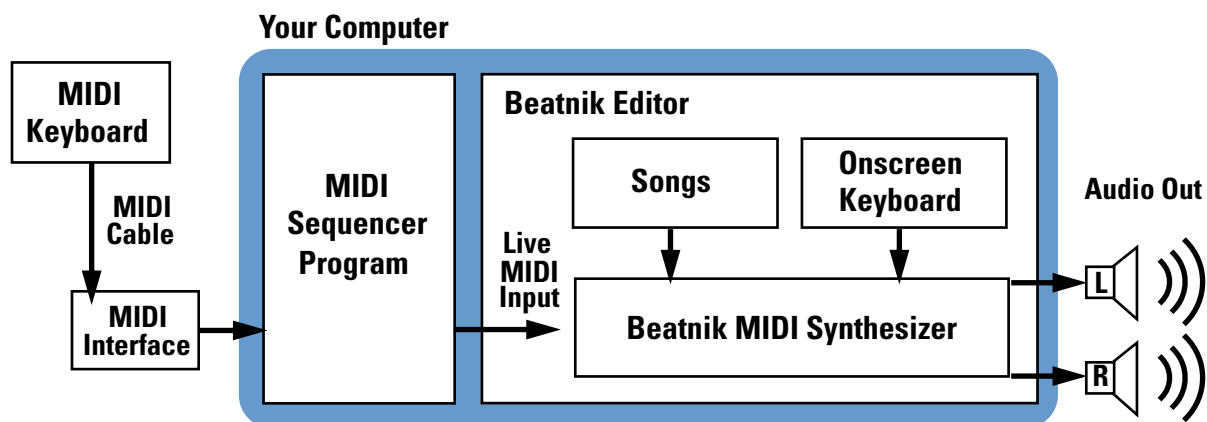 Your Computer
MIDI
Keyboard
MIDI
Cable
MIDI
Interface
MIDI
Sequencer
Program
Beatnik Editor
Songs
Onscreen
Keyboard
Live
MIDI
Input
Beatnik MIDI Synthesizer
Audio Out
L
R